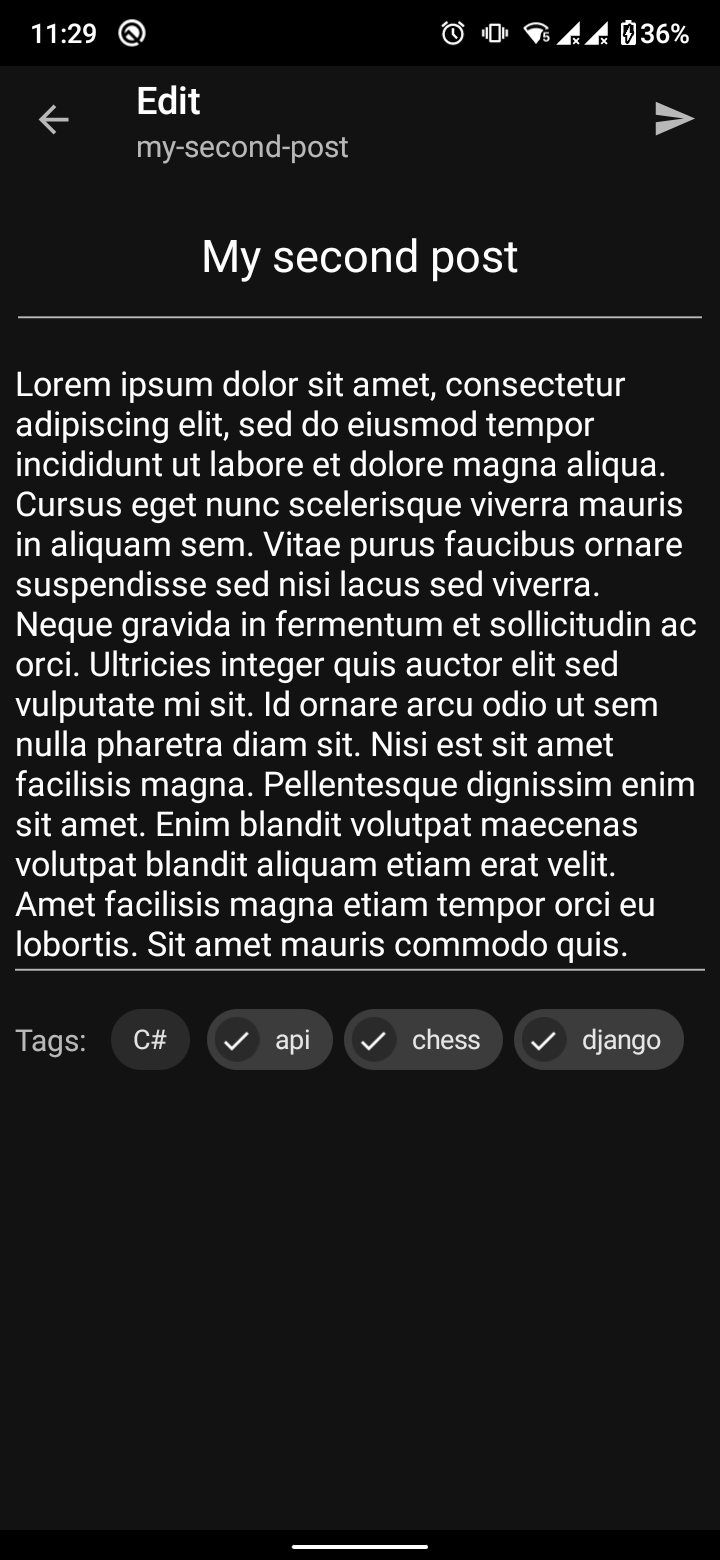 11:29 5 36%
Edit
my-second-post
My second post
Lorem ipsum dolor sit amet, consectetur
adipiscing elit, sed do eiusmod tempor
incididunt ut labore et dolore magna aliqua.
Cursus eget nunc scelerisque viverra mauris
in aliquam sem. Vitae purus faucibus ornare
suspendisse sed nisi lacus sed viverra.
Neque gravida in fermentum et sollicitudin ac
orci. Ultricies integer quis auctor elit sed
vulputate mi sit. Id ornare arcu odio ut sem
nulla pharetra diam sit. Nisi est sit amet
facilisis magna. Pellentesque dignissim enim
sit amet. Enim blandit volutpat maecenas
volutpat blandit aliquam etiam erat velit.
Amet facilisis magna etiam tempor orci eu
lobortis. Sit amet mauris commodo quis.
Tags: C# api chess django